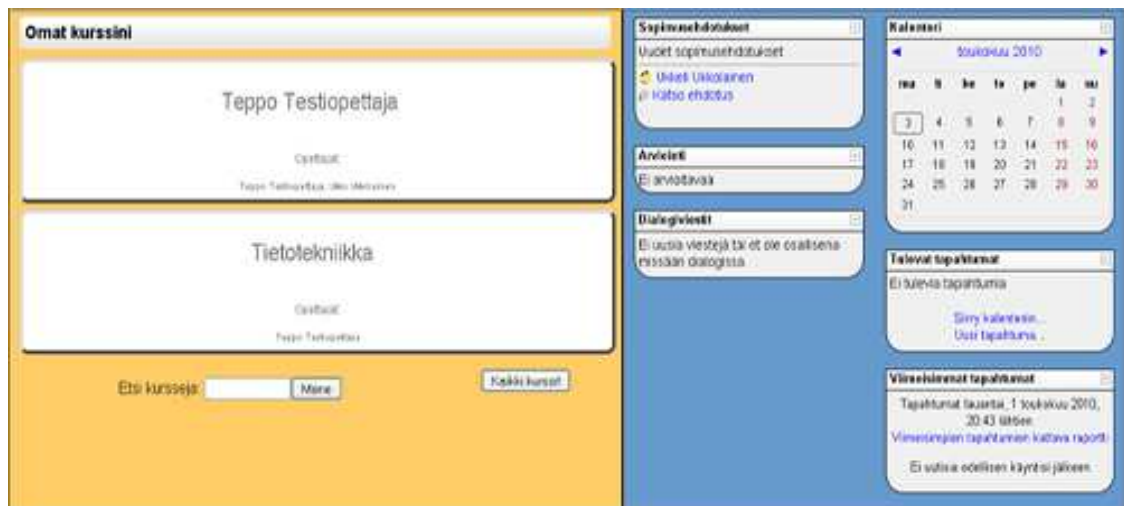 Omat kurssini
Teppo Testiopettaja
Opettajat:
Teppo Testiopettaja,
Tietotekniikka
Opettajat:
Teppo Testiopettaja
Etsi kursseja:
Mene
Kaikki kurssit
Sopimusehdotukset
Uudet sopimusehdotukset
Ukkeli Ukkolainen
Katso ehdotus
Arviointi
Ei arvioitavaa
Dialogiviestit
Ei uusia viestejä tai et ole osallisena
missään dialogissa
Kalenteri
◄ toukokuu 2010 ►
ma ti ke to pe la su
1 2
3 4 5 6 7 8 9
10 11 12 13 14 15 16
17 18 19 20 21 22 23
24 25 26 27 28 29 30
31
Tulevat tapahtumat
Ei tulevia tapahtumia
Siirry kalenteriin...
Uusi tapahtuma...
Viimeisimmät tapahtumat
Tapahtumat lauantai, 1 toukokuu 2010,
20:43 lähtien
Viimeisimpien tapahtumien kattava raportti
Ei uutisia edellisen käyntisi jälkeen